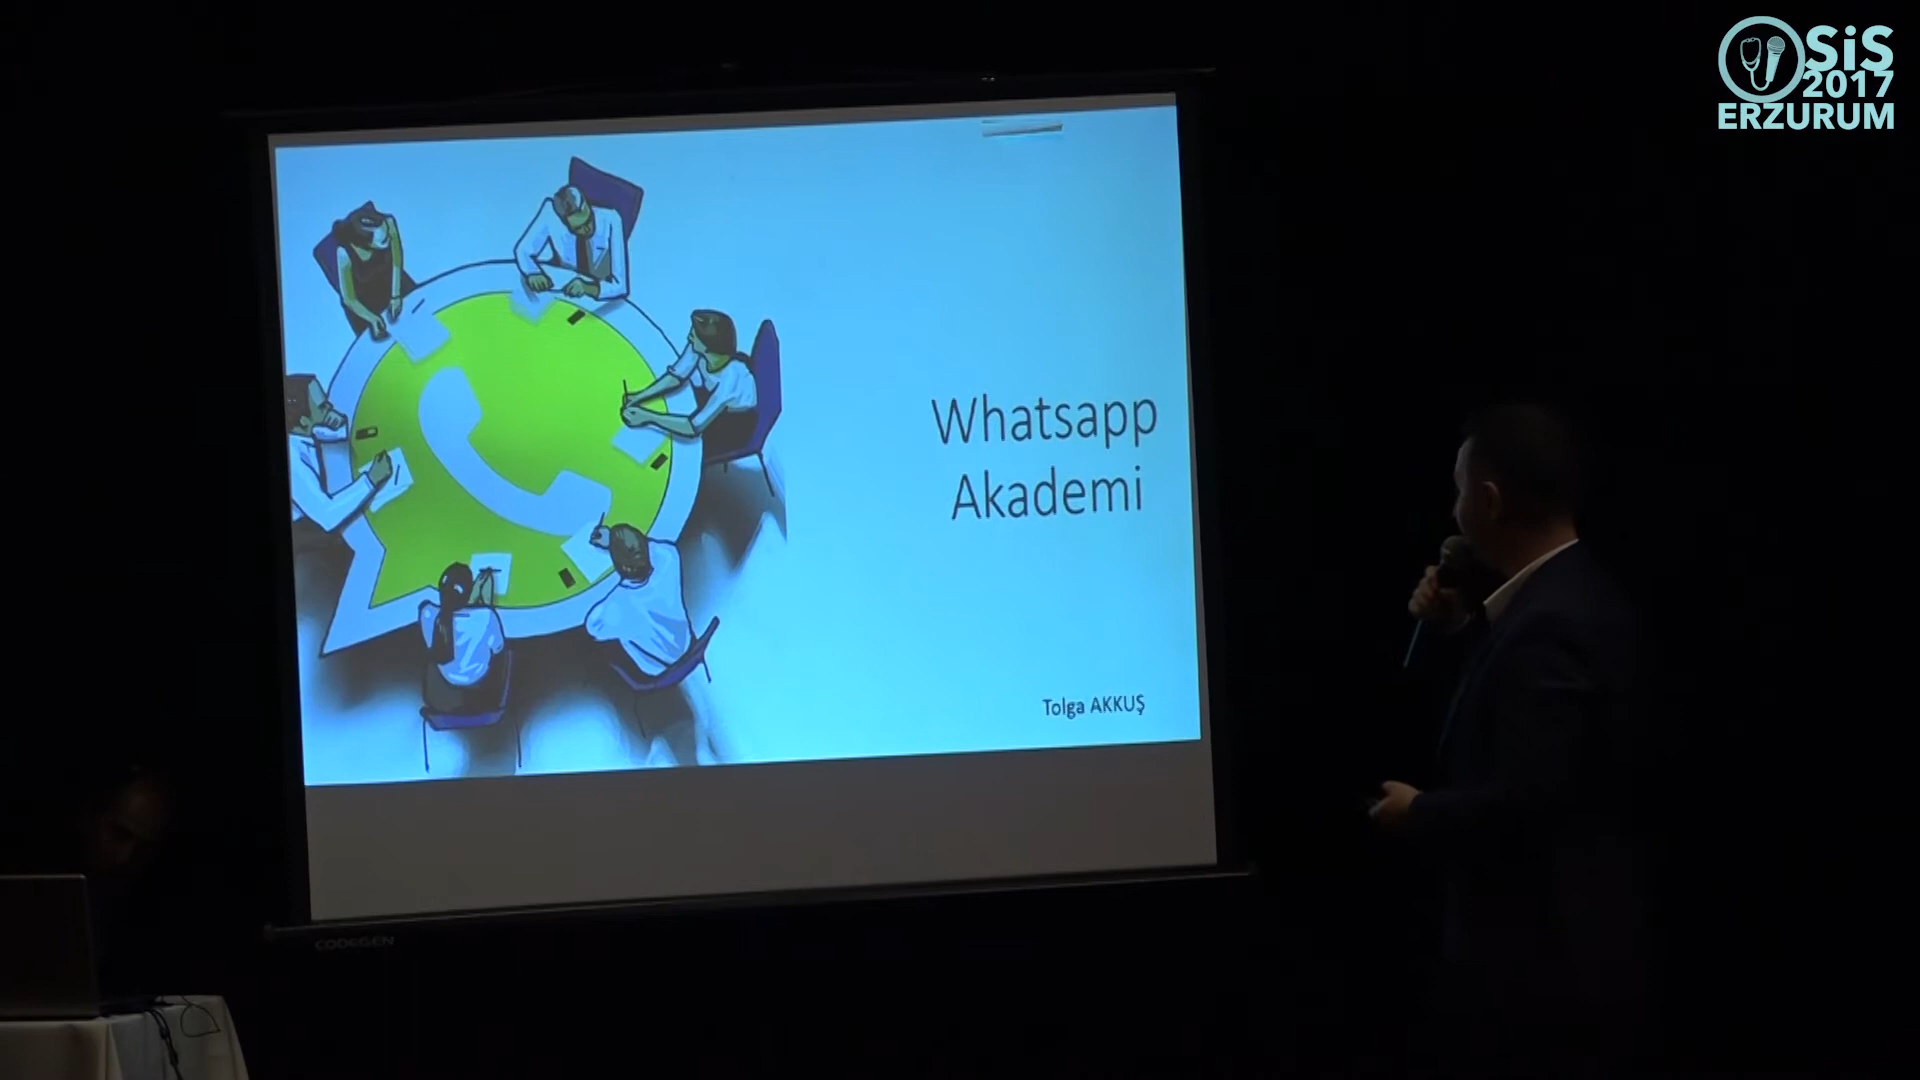 SiS
2017
ERZURUM
Whatsapp
Akademi
Tolga AKKUŞ
CODEGEN